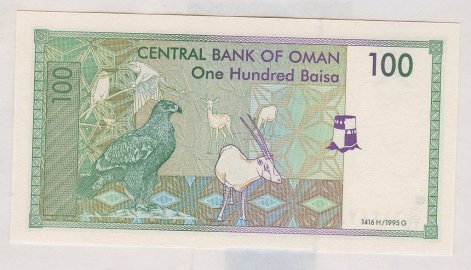 CENTRAL BANK OF OMAN
One Hundred Baisa
100
100
1416 H/1995 G